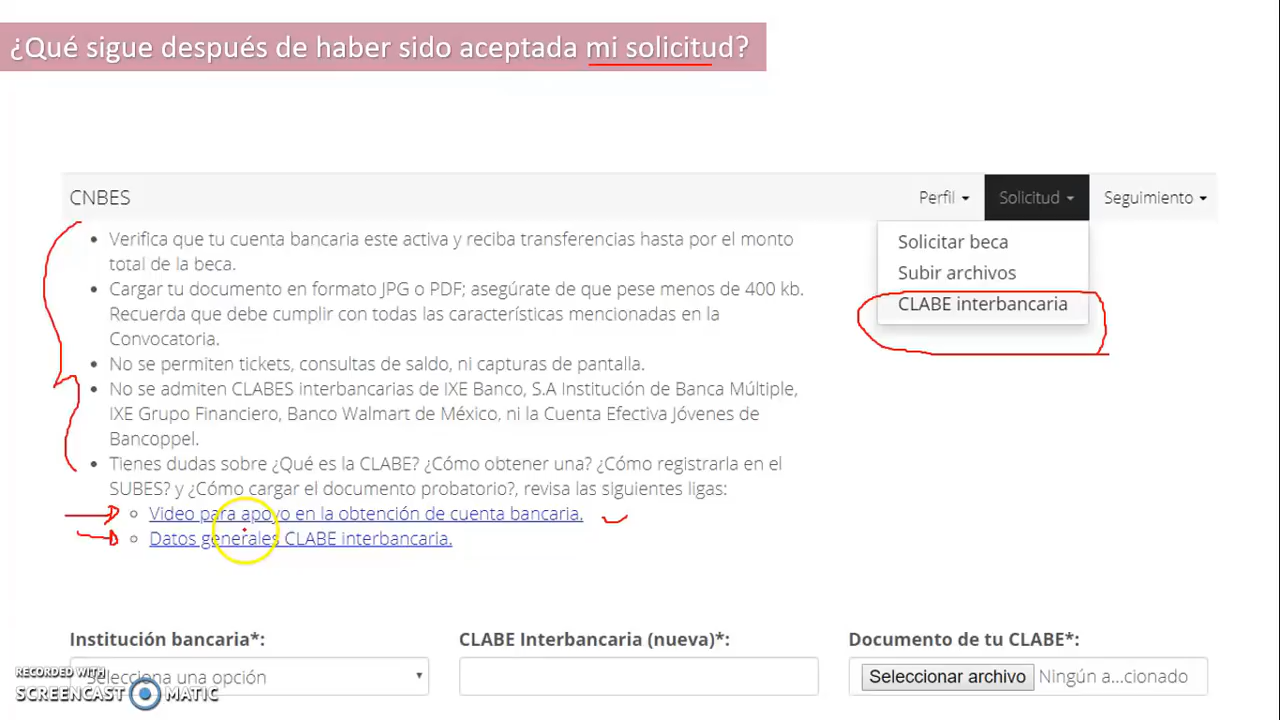 ¿Qué sigue después de haber sido aceptada mi solicitud?
CNBES
Perfil
Solicitud
Seguimiento
Solicitar beca
Subir archivos
CLABE interbancaria
Verifica que tu cuenta bancaria este activa y reciba transferencias hasta por el monto
total de la beca.
Cargar tu documento en formato JPG o PDF; asegúrate de que pese menos de 400 kb.
Recuerda que debe cumplir con todas las características mencionadas en la
Convocatoria.
No se permiten tickets, consultas de saldo, ni capturas de pantalla.
No se admiten CLABES interbancarias de IXE Banco, S.A Institución de Banca Múltiple,
IXE Grupo Financiero, Banco Walmart de México, ni la Cuenta Efectiva Jóvenes de
Bancoppel.
Tienes dudas sobre ¿Qué es la CLABE? ¿Cómo obtener una? ¿Cómo registrarla en el
SUBES? y ¿Cómo cargar el documento probatorio?, revisa las siguientes ligas:
Video para apoyo en la obtención de cuenta bancaria.
Datos generales CLABE interbancaria.
Institución bancaria*:
CLABE Interbancaria (nueva)*:
Documento de tu CLABE*:
Selecciona una opción
Seleccionar archivo
Ningún a...cionado
RECORDED WITH
SCREENCAST MATIC